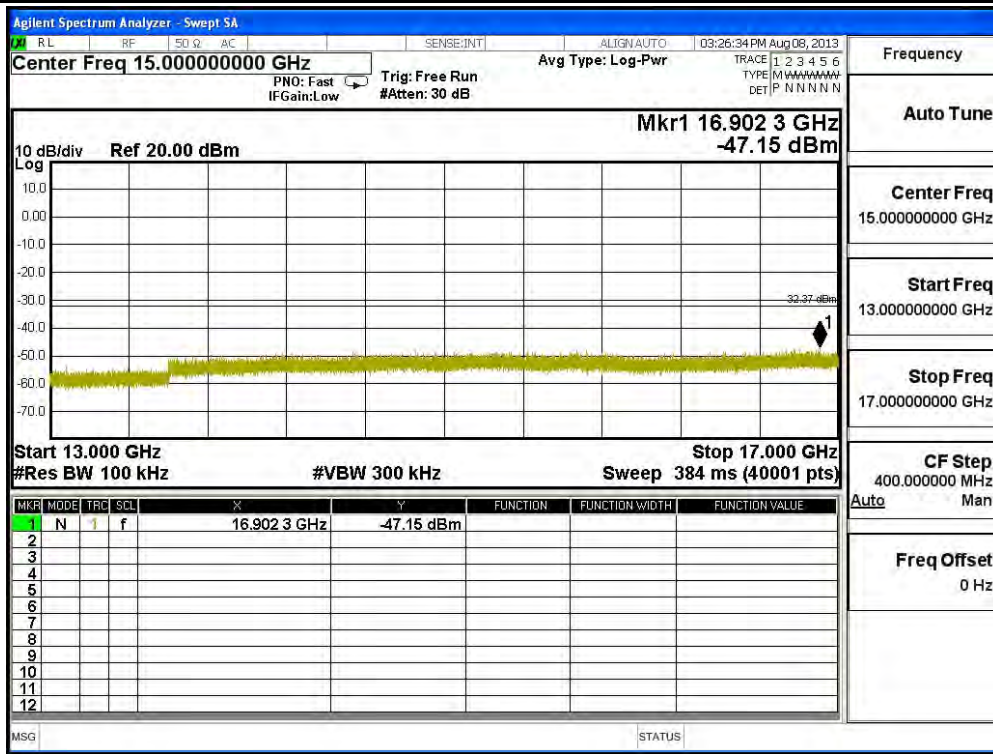 Agilent Spectrum Analyzer - Swept SA
RL RF 50 Ω AC SENSE:INT ALIGN AUTO 03:26:34 PM Aug 08, 2013
Center Freq 15.000000000 GHz
PNO: Fast
IFGain:Low
Trig: Free Run
#Atten: 30 dB
Avg Type: Log-Pwr
TRACE 1 2 3 4 5 6
TYPE MWWWWW
DET P N N N N N
Mkr1 16.902 3 GHz
-47.15 dBm
10 dB/div Ref 20.00 dBm
Log
10.0
0.00
-10.0
-20.0
-30.0
32.37 dBm
-40.0
1
-50.0
-60.0
-70.0
Start 13.000 GHz Stop 17.000 GHz
#Res BW 100 kHz #VBW 300 kHz Sweep 384 ms (40001 pts)
MKR MODE TRC SCL X Y FUNCTION FUNCTION WIDTH FUNCTION VALUE
1 N 1 f 16.902 3 GHz -47.15 dBm
2
3
4
5
6
7
8
9
10
11
12
MSG STATUS
Frequency
Auto Tune
Center Freq
15.000000000 GHz
Start Freq
13.000000000 GHz
Stop Freq
17.000000000 GHz
CF Step
400.000000 MHz
Auto Man
Freq Offset
0 Hz